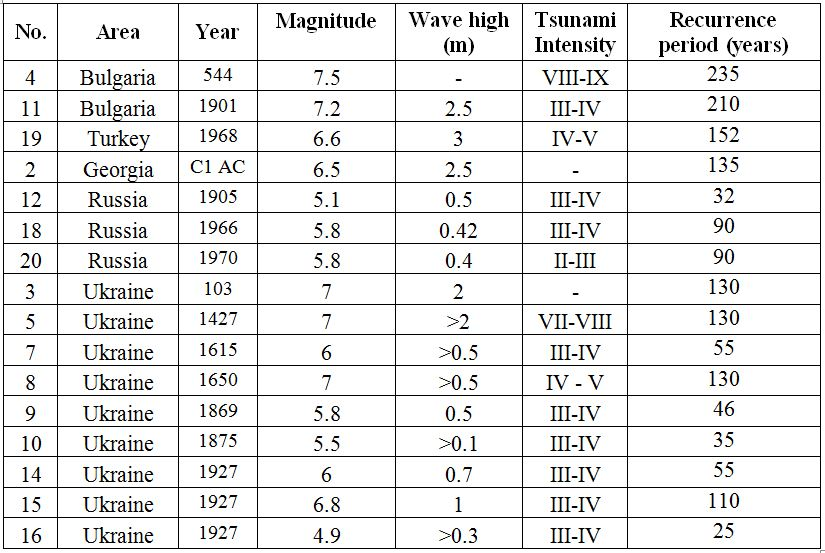 No. Area Year Magnitude Wave high (m) Tsunami Intensity Recurrence period (years)
4 Bulgaria 544 7.5 - VIII-IX 235
11 Bulgaria 1901 7.2 2.5 III-IV 210
19 Turkey 1968 6.6 3 IV-V 152
2 Georgia C1 AC 6.5 2.5 - 135
12 Russia 1905 5.1 0.5 III-IV 32
18 Russia 1966 5.8 0.42 III-IV 90
20 Russia 1970 5.8 0.4 II-III 90
3 Ukraine 103 7 2 - 130
5 Ukraine 1427 7 >2 VII-VIII 130
7 Ukraine 1615 6 >0.5 III-IV 55
8 Ukraine 1650 7 >0.5 IV - V 130
9 Ukraine 1869 5.8 0.5 III-IV 46
10 Ukraine 1875 5.5 >0.1 III-IV 35
14 Ukraine 1927 6 0.7 III-IV 55
15 Ukraine 1927 6.8 1 III-IV 110
16 Ukraine 1927 4.9 >0.3 III-IV 25